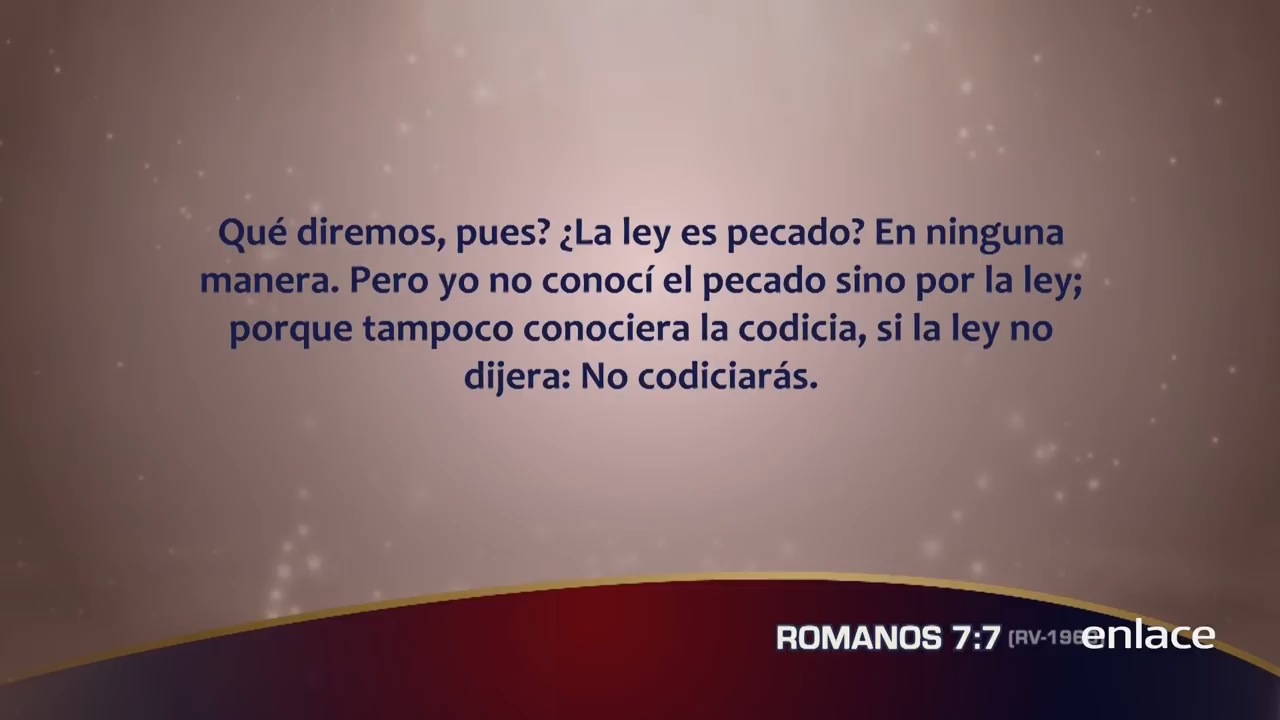 Qué diremos, pues? ¿La ley es pecado? En ninguna
manera. Pero yo no conocí el pecado sino por la ley;
porque tampoco conociera la codicia, si la ley no
dijera: No codiciarás.
ROMANOS 7:7
enlace